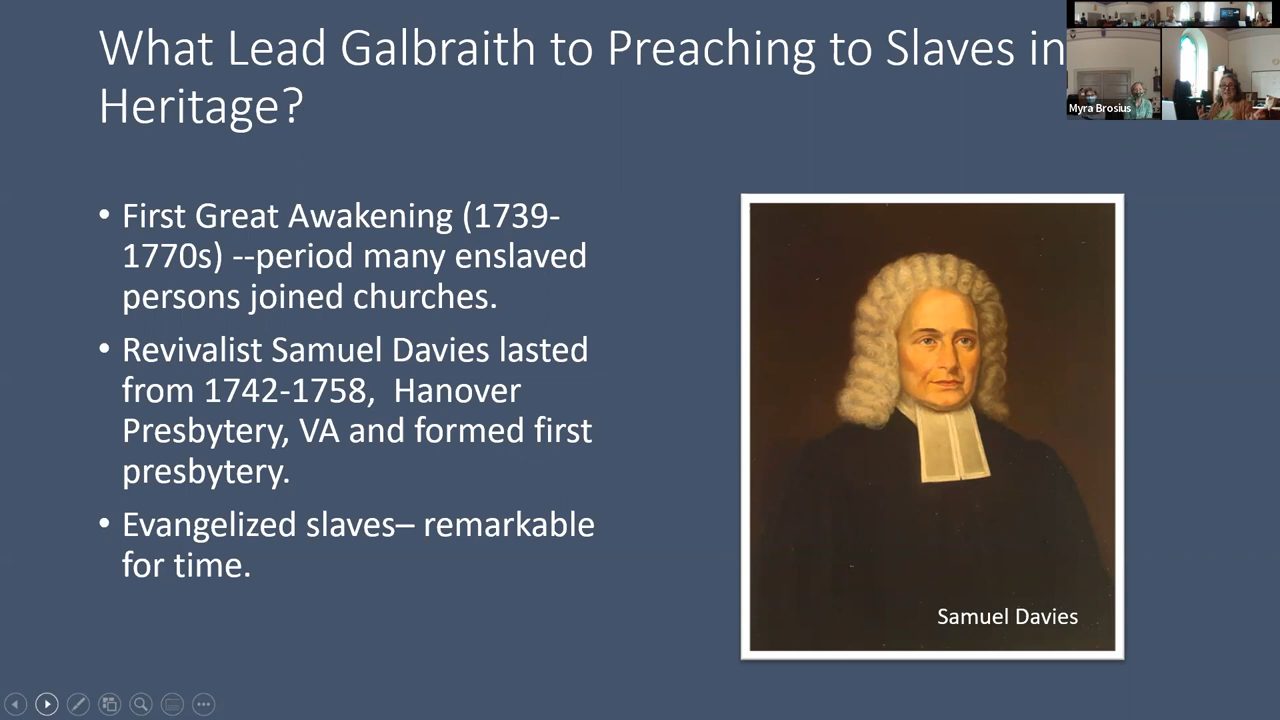 What Lead Galbraith to Preaching to Slaves in
Heritage?
Myra Brosius
• First Great Awakening (1739-
1770s) --period many enslaved
persons joined churches.
• Revivalist Samuel Davies lasted
from 1742-1758,  Hanover
Presbytery, VA and formed first
presbytery.
• Evangelized slaves– remarkable
for time.
Samuel Davies